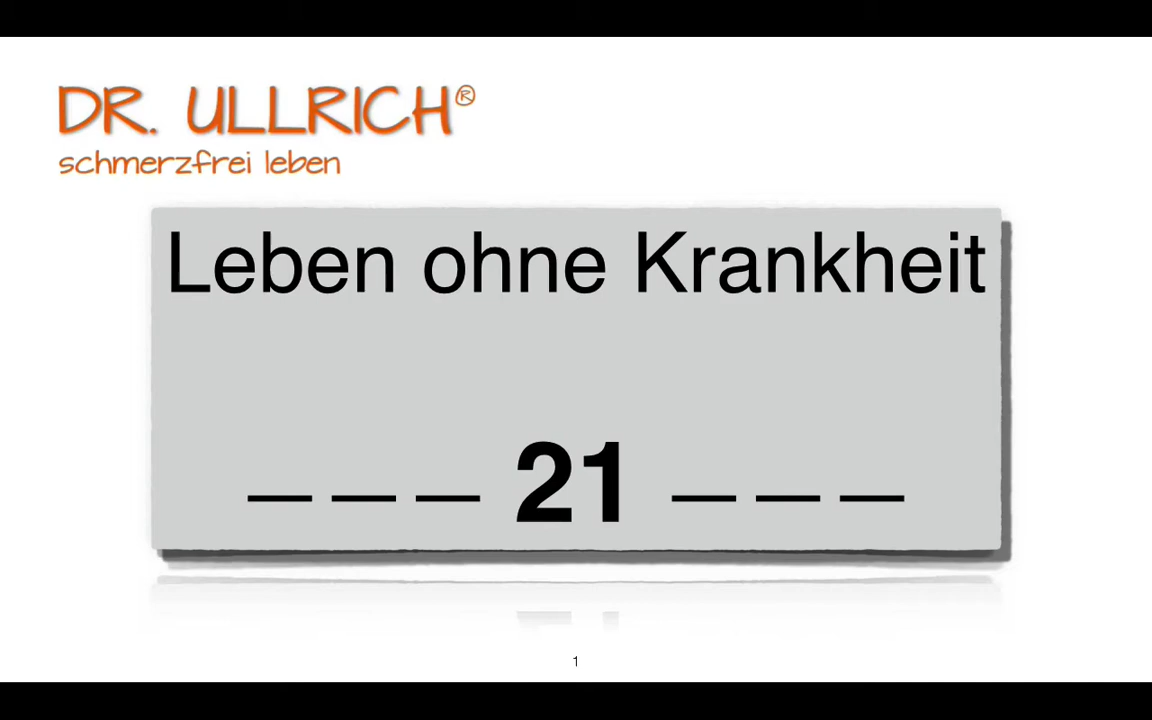 DR. ULLRICH®
schmerzfrei leben
Leben ohne Krankheit
_ _ _ 21 _ _ _
1